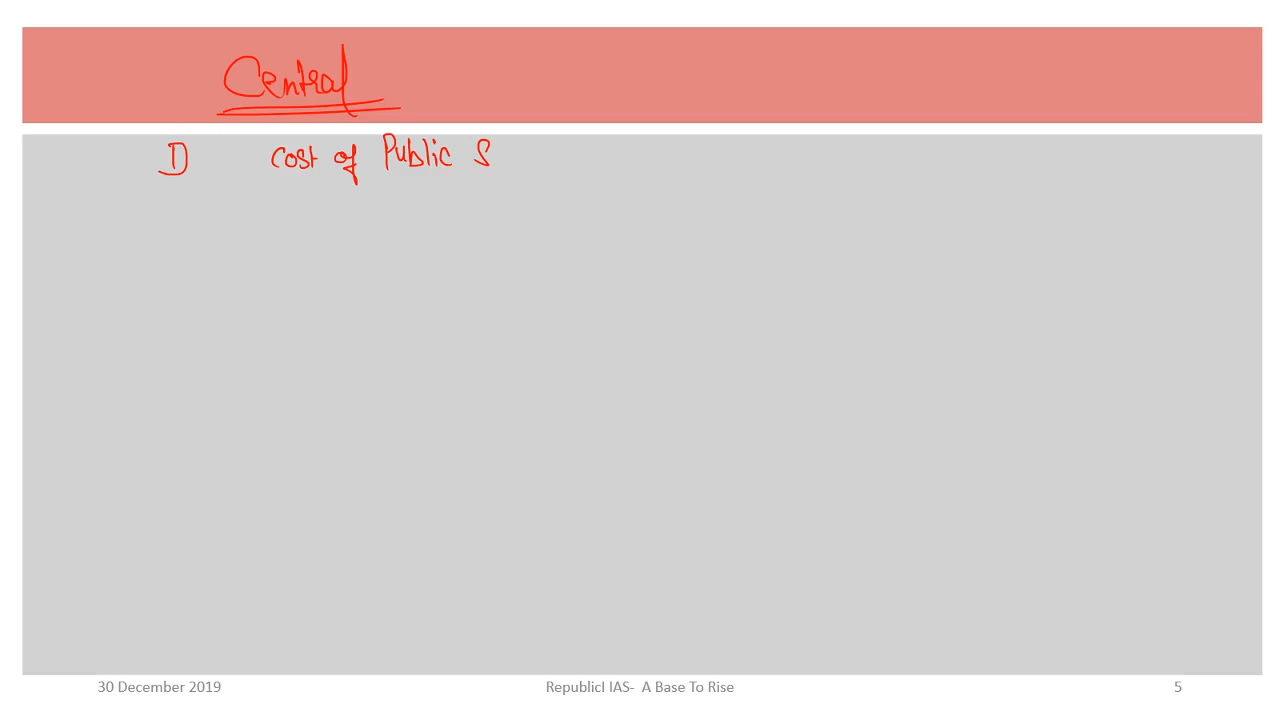 Central
I) Cost of Public S
30 December 2019
RepublicI IAS- A Base To Rise
5